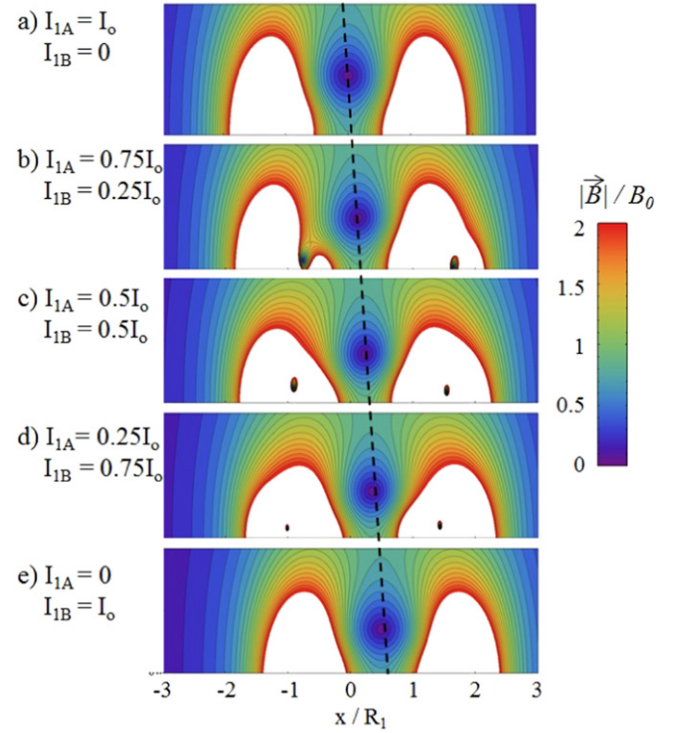 a) I1A = Io
I1B = 0
b) I1A = 0.75Io
I1B = 0.25Io
c) I1A = 0.5Io
I1B = 0.5Io
d) I1A = 0.25Io
I1B = 0.75Io
e) I1A = 0
I1B = Io
|B⃗| / B0
2
1.5
1
0.5
0
-3 -2 -1 0 1 2 3
x / R1